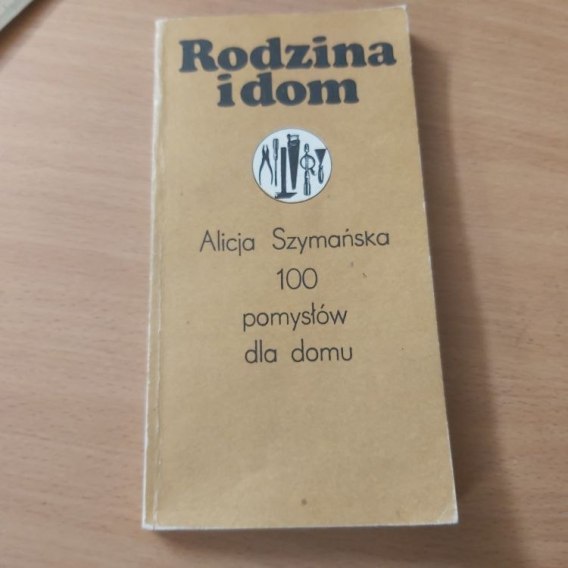 Rodzina
i dom
Alicja Szymańska
100
pomysłów
dla domu